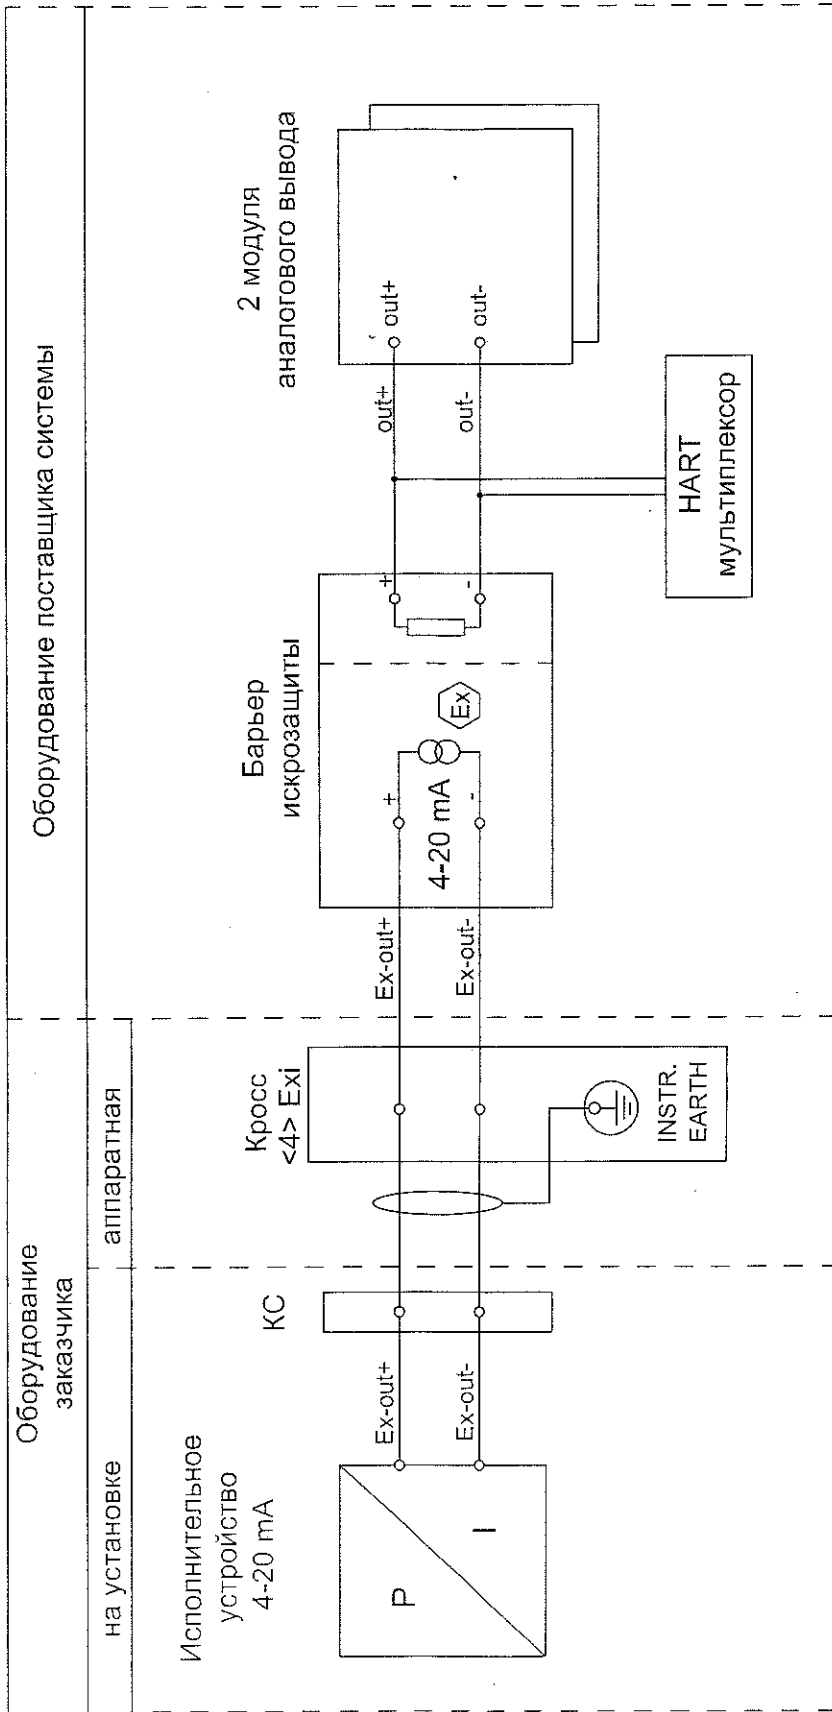 Оборудование
заказчика
Оборудование поставщика системы
на установке
аппаратная
Исполнительное
устройство
4-20 mA
P
I
Ex-out+
Ex-out-
КС
Кросс
<4> Exi
INSTR.
EARTH
Ex-out+
Ex-out-
Барьер
искрозащиты
+
-
4-20 mA
Ex
+
-
out+
out-
2 модуля
аналогового вывода
out+
out-
HART
мультиплексор